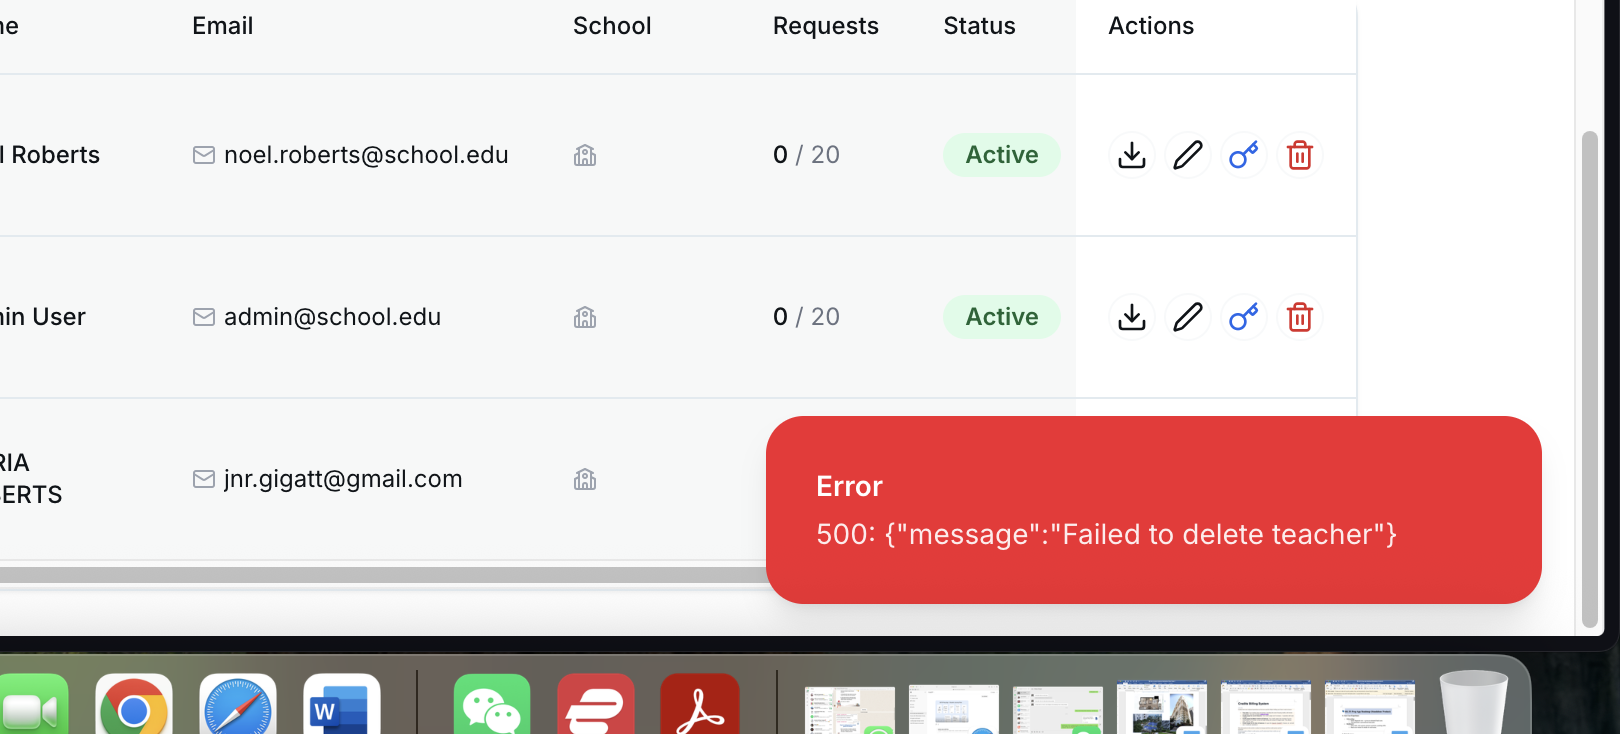 ne Email School Requests Status Actions
l Roberts noel.roberts@school.edu 0 / 20 Active
in User admin@school.edu 0 / 20 Active
RIA
ERTS
jnr.gigatt@gmail.com
Error
500: {"message":"Failed to delete teacher"}
W